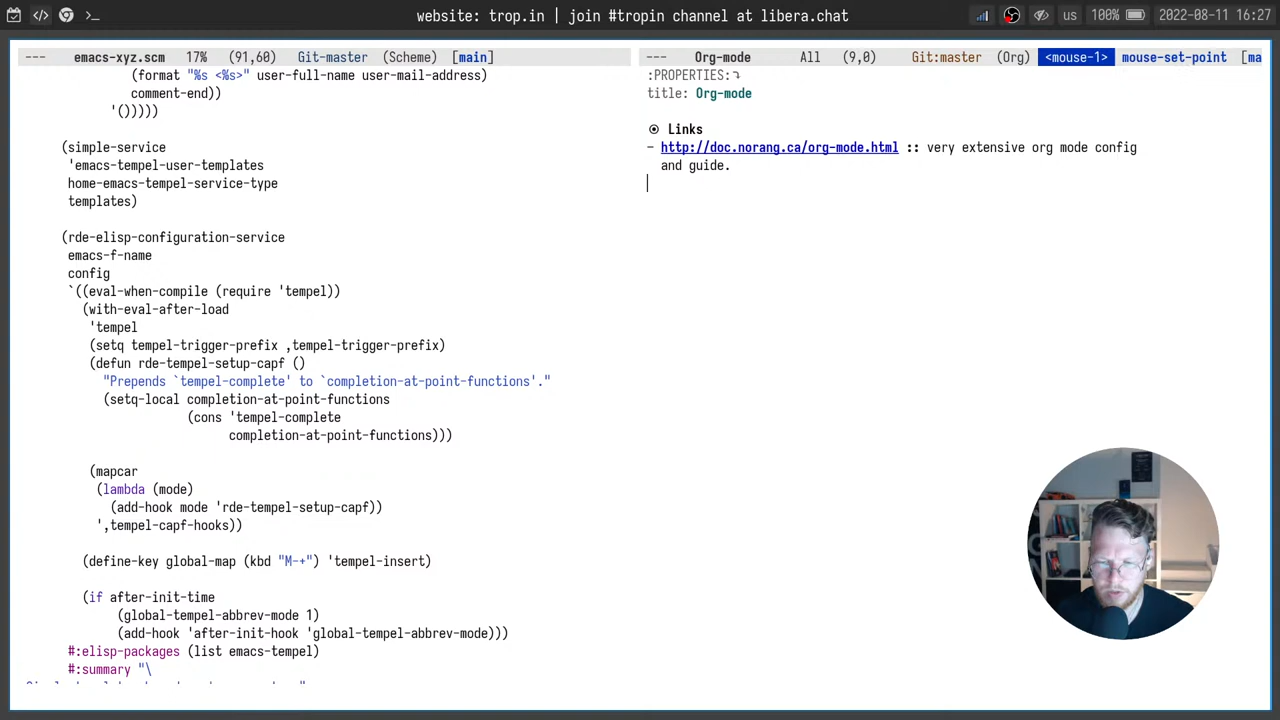 website: trop.in | join #tropin channel at libera.chat
us 100% 2022-08-11 16:27
--- emacs-xyz.scm 17% (91,60) Git-master (Scheme) [main]
(format "%s <%s>" user-full-name user-mail-address)
comment-end))
'()))))
(simple-service
'emacs-tempel-user-templates
home-emacs-tempel-service-type
templates)
(rde-elisp-configuration-service
emacs-f-name
config
`((eval-when-compile (require 'tempel))
(with-eval-after-load
'tempel
(setq tempel-trigger-prefix ,tempel-trigger-prefix)
(defun rde-tempel-setup-capf ()
"Prepends `tempel-complete' to `completion-at-point-functions'."
(setq-local completion-at-point-functions
(cons 'tempel-complete
completion-at-point-functions)))
(mapcar
(lambda (mode)
(add-hook mode 'rde-tempel-setup-capf))
',tempel-capf-hooks))
(define-key global-map (kbd "M-+") 'tempel-insert)
(if after-init-time
(global-tempel-abbrev-mode 1)
(add-hook 'after-init-hook 'global-tempel-abbrev-mode)))
#:elisp-packages (list emacs-tempel)
#:summary "\
--- Org-mode All (9,0) Git:master (Org) <mouse-1> mouse-set-point [ma
:PROPERTIES:
title: Org-mode
Links
- http://doc.norang.ca/org-mode.html :: very extensive org mode config
and guide.